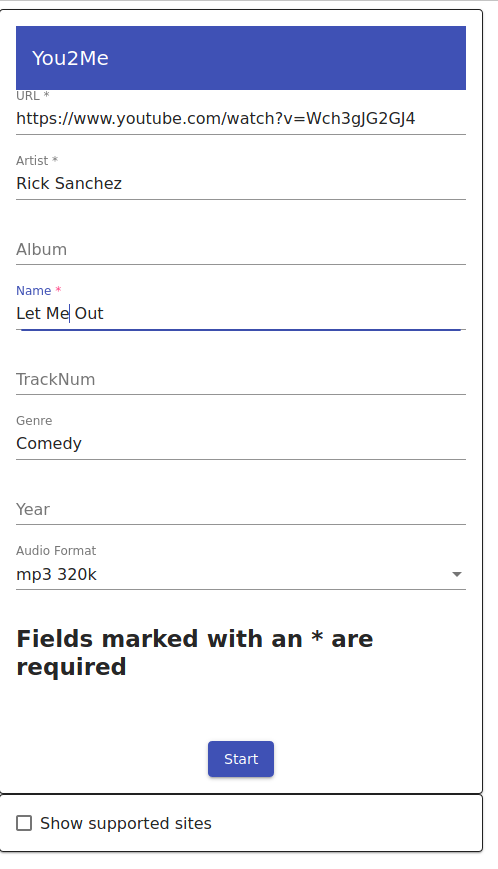 You2Me
URL *
https://www.youtube.com/watch?v=Wch3gJG2GJ4
Artist *
Rick Sanchez
Album
Name *
Let Me Out
TrackNum
Genre
Comedy
Year
Audio Format
mp3 320k
Fields marked with an * are
required
Start
Show supported sites